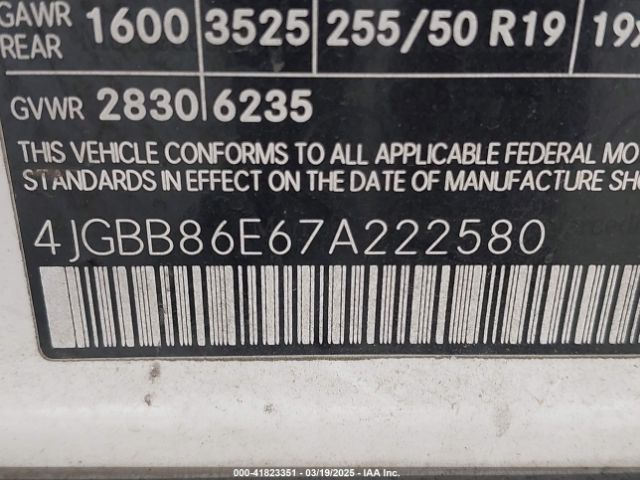 GAWR REAR 1600 3525 255/50 R19 19X
GVWR 2830 6235
THIS VEHICLE CONFORMS TO ALL APPLICABLE FEDERAL MO
STANDARDS IN EFFECT ON THE DATE OF MANUFACTURE SHO
4JGBB86E67A222580
000-41823351 / 03/19/2025 - IAA Inc.